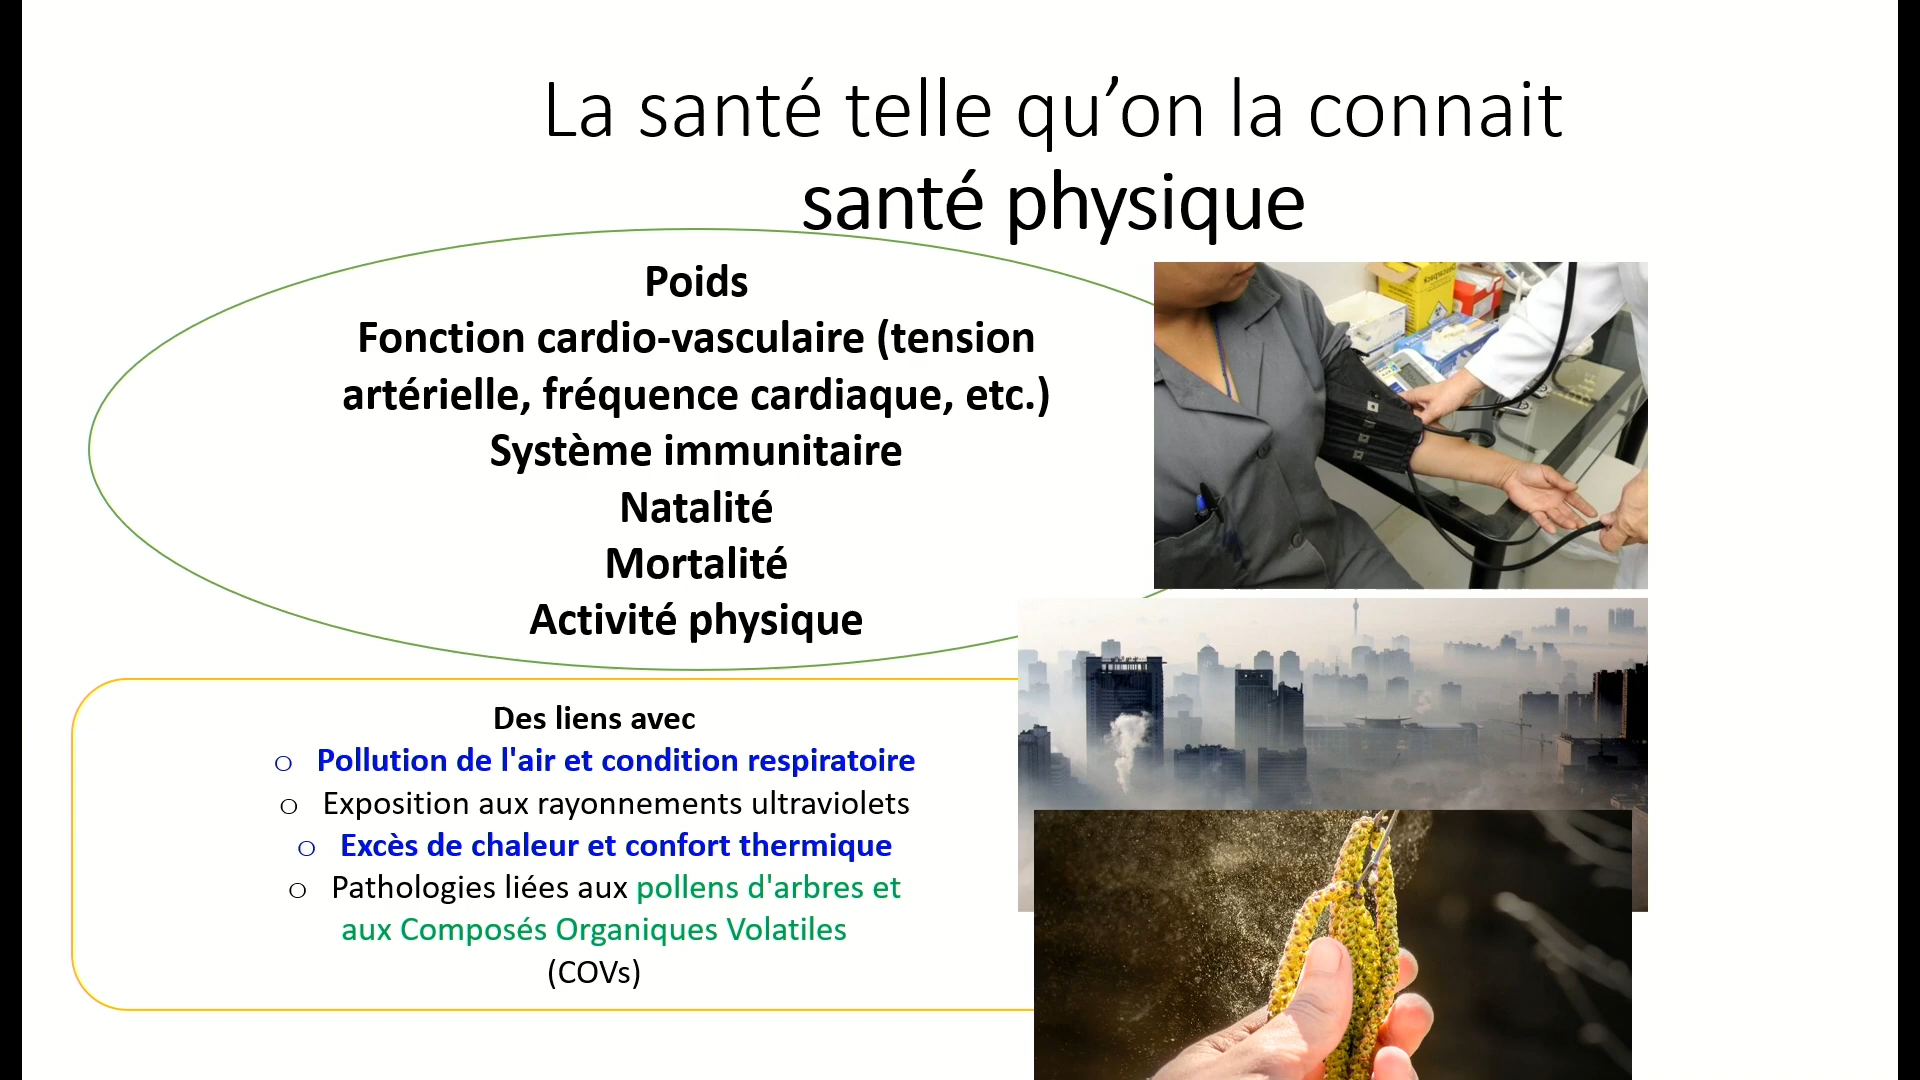 La santé telle qu’on la connait
santé physique
Poids
Fonction cardio-vasculaire (tension
artérielle, fréquence cardiaque, etc.)
Système immunitaire
Natalité
Mortalité
Activité physique
Des liens avec
o Pollution de l'air et condition respiratoire
o Exposition aux rayonnements ultraviolets
o Excès de chaleur et confort thermique
o Pathologies liées aux pollens d'arbres et
aux Composés Organiques Volatiles
(COVs)